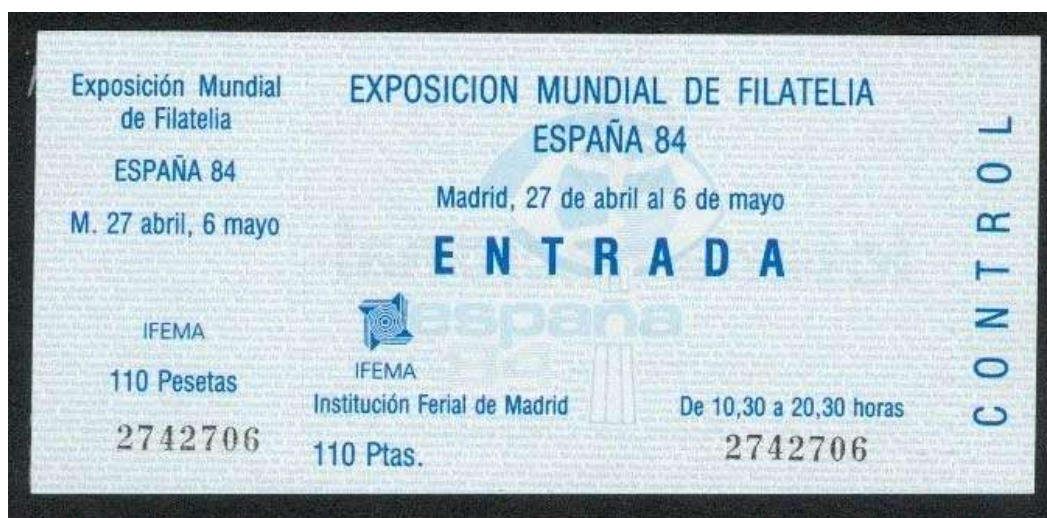 Exposición Mundial
de Filatelia
ESPAÑA 84
M. 27 abril, 6 mayo
IFEMA
110 Pesetas
2742706
EXPOSICION MUNDIAL DE FILATELIA
ESPAÑA 84
Madrid, 27 de abril al 6 de mayo
ENTRADA
españa
84
IFEMA
Institución Ferial de Madrid
110 Ptas.
De 10,30 a 20,30 horas
2742706
CONTROL